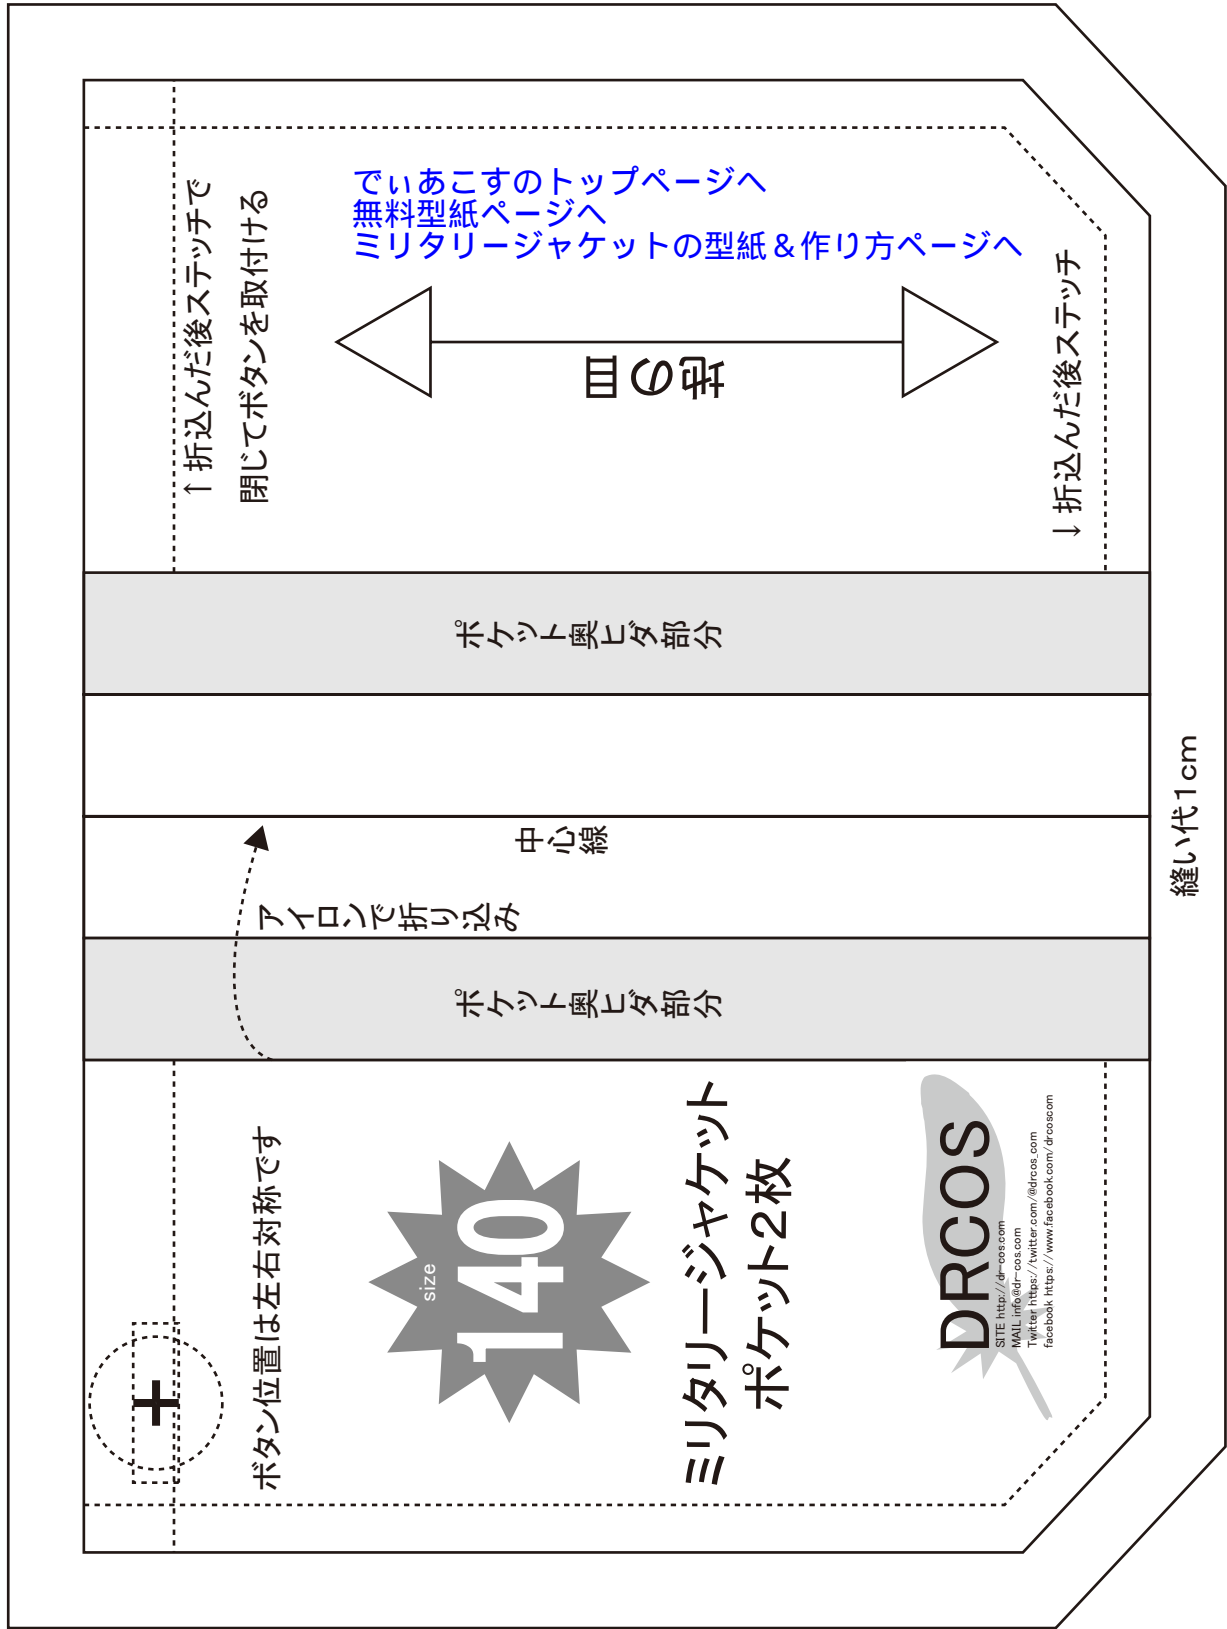 でぃあこすのトップページへ
無料型紙ページへ
ミリタリージャケットの型紙＆作り方ページへ
↑折込んだ後ステッチで
閉じてボタンを取付ける
地の目
↓折込んだ後ステッチ
ポケット奥ヒダ部分
中心線
アイロンで折り込み
ポケット奥ヒダ部分
縫い代1cm
ボタン位置は左右対称です
size
140
ミリタリージャケット
ポケット2枚
DRCOS
SITE http://dr-cos.com
MAIL info@dr-cos.com
Twitter https://twitter.com/@drcos_com
facebook https://www.facebook.com/drcoscom